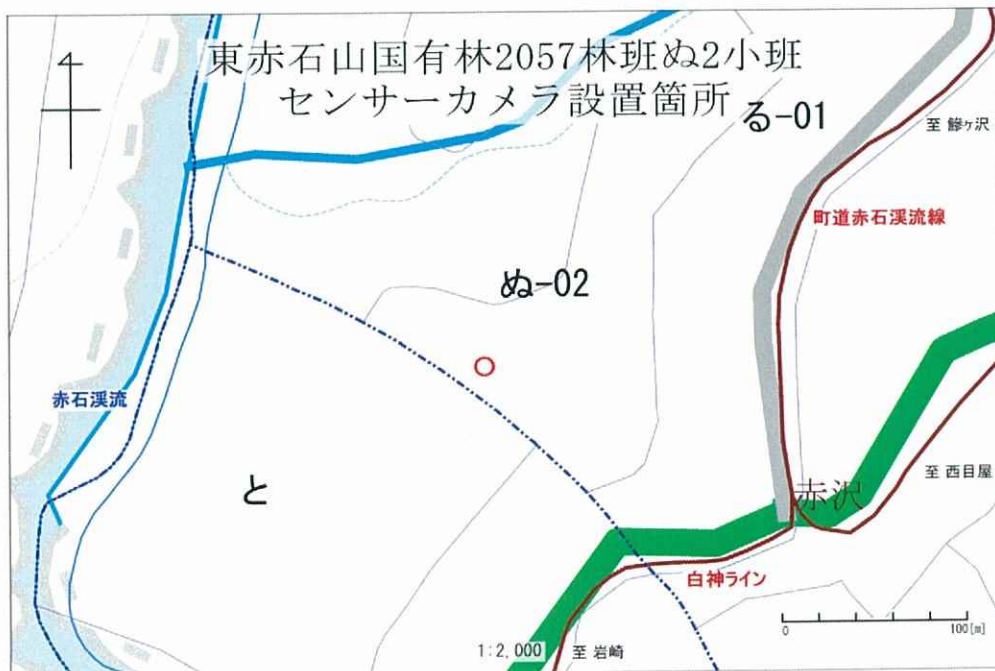 東赤石山国有林2057林班ぬ2小班
センサーカメラ設置箇所
る-01
至 鰺ヶ沢
町道赤石渓流線
ぬ-02
赤石渓流
と
至 西目屋
赤沢
白神ライン
0 100[m]
1:2,000 至 岩崎